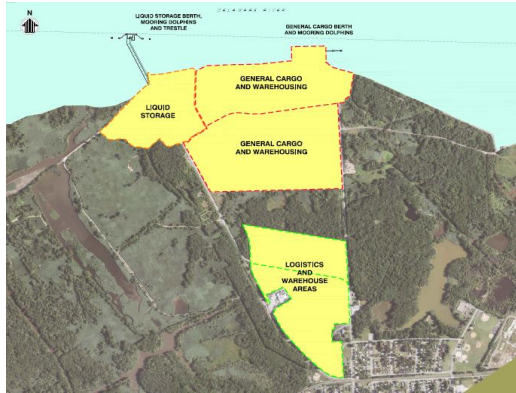 N
LIQUID STORAGE BERTH,
MOORING DOLPHINS
AND TRESTLE
GENERAL CARGO BERTH
AND MOORING DOLPHINS
GENERAL CARGO
AND WAREHOUSING
LIQUID
STORAGE
GENERAL CARGO
AND WAREHOUSING
LOGISTICS
AND
WAREHOUSE
AREAS